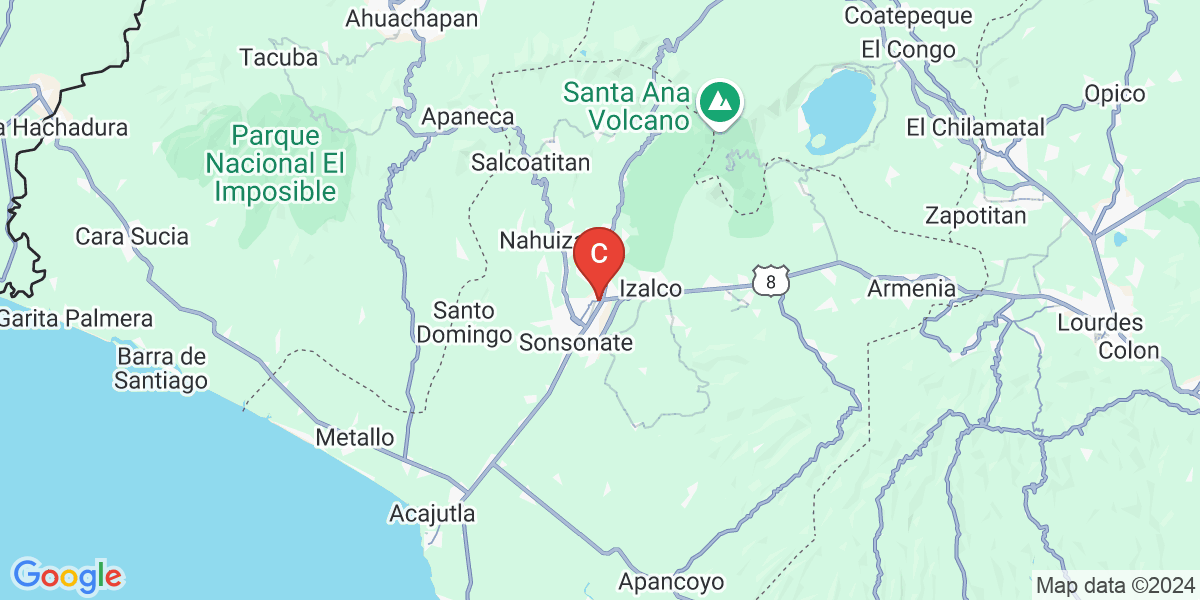 Ahuachapan
Coatepeque
El Congo
Tacuba
Santa Ana
Volcano
Opico
Apaneca
a Hachadura
El Chilamatal
Parque
Nacional El
Imposible
Salcoatitan
Zapotitan
Cara Sucia
Nahuiza
C
8
Izalco
Armenia
Garita Palmera
Santo
Domingo
Sonsonate
Lourdes
Colon
Barra de
Santiago
Metallo
Acajutla
Apancoyo
Google
Map data ©2024